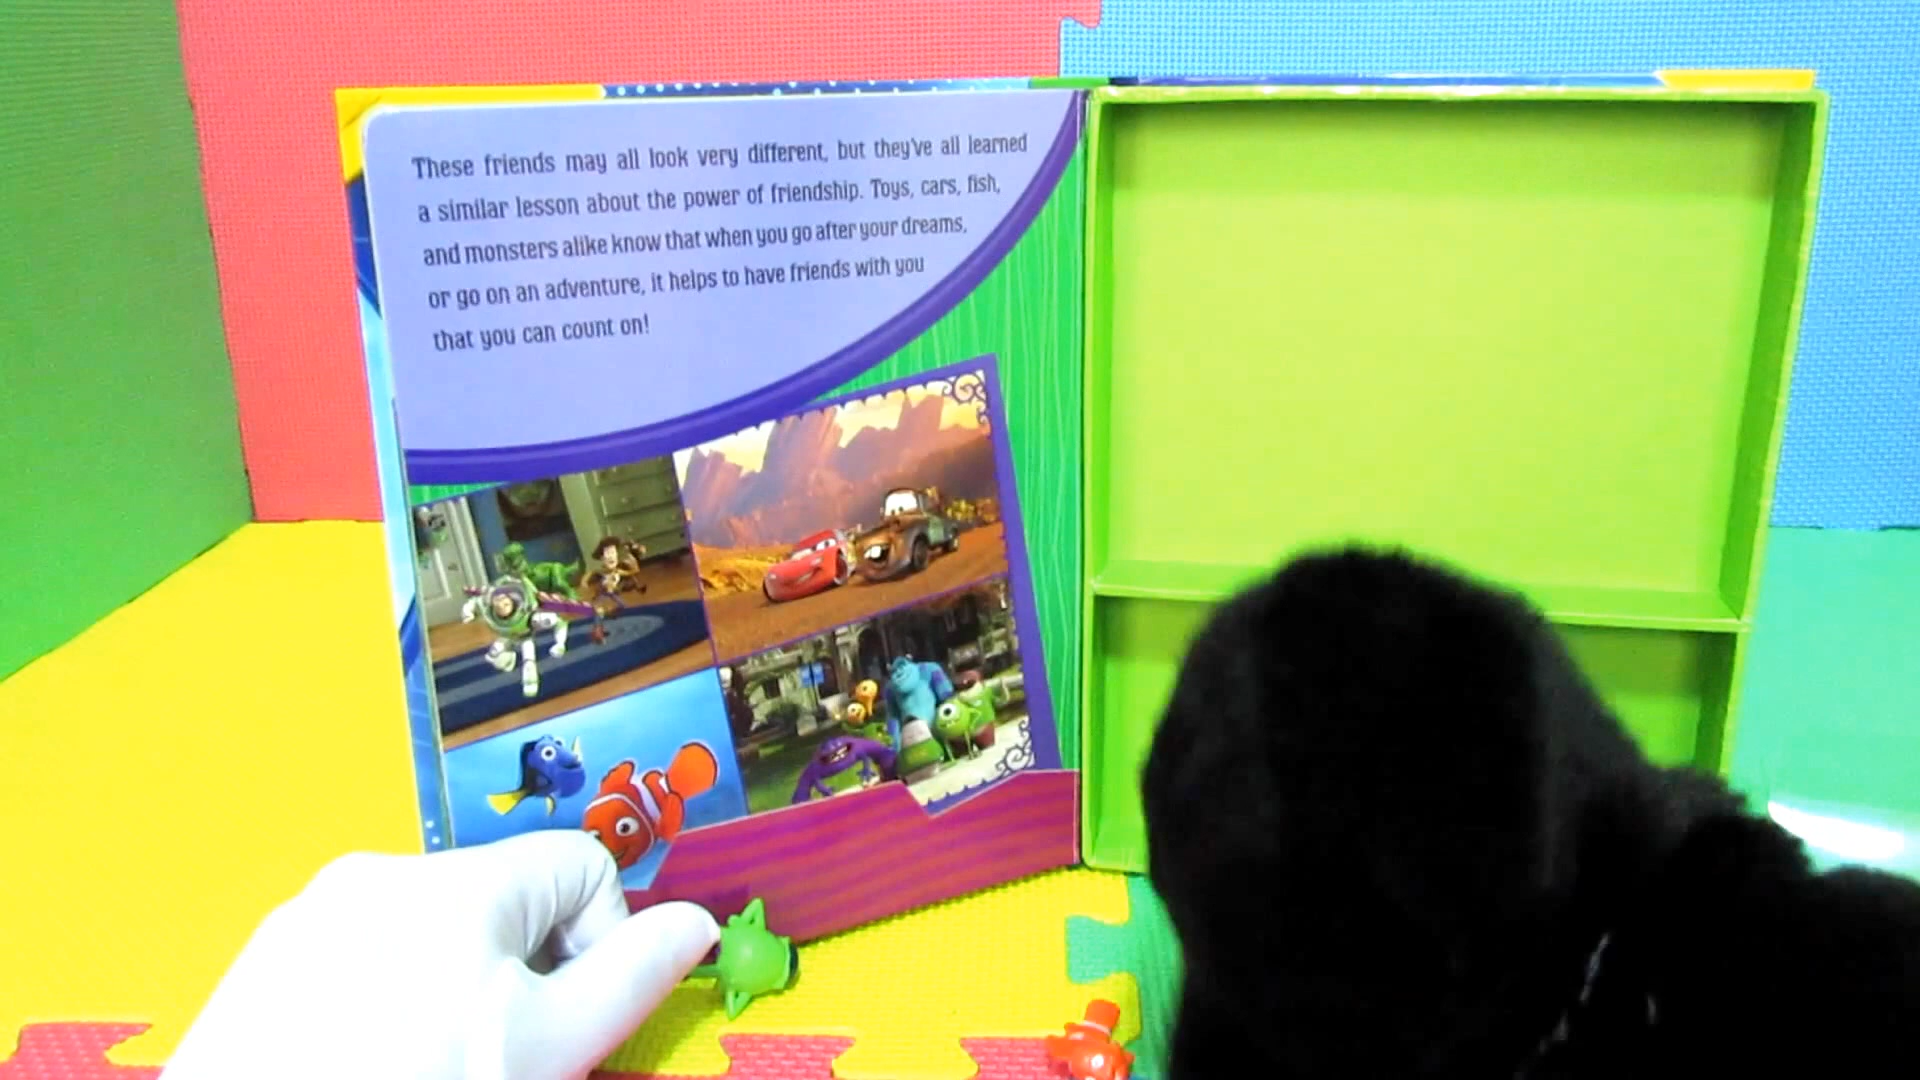 These friends may all look very different, but they've all learned
a similar lesson about the power of friendship. Toys, cars, fish,
and monsters alike know that when you go after your dreams,
or go on an adventure, it helps to have friends with you
that you can count on!